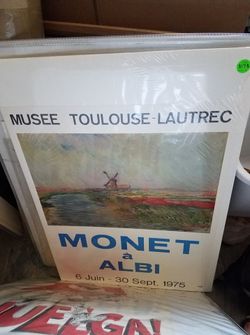 MUSEE TOULOUSE-LAUTREC
MONET
à
ALBI
6 Juin - 30 Sept. 1975